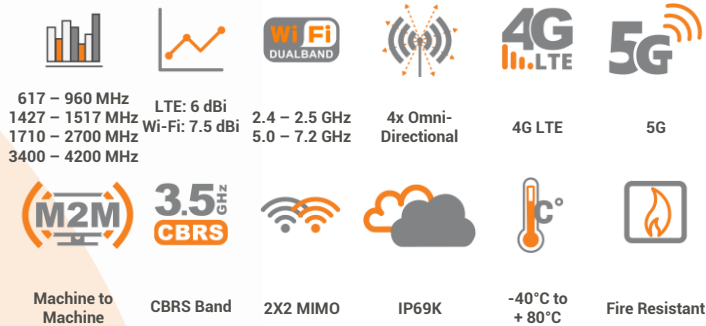 Wi Fi
DUALBAND
4G
LTE
5G
617 – 960 MHz
1427 – 1517 MHz
1710 – 2700 MHz
3400 – 4200 MHz
LTE: 6 dBi
Wi-Fi: 7.5 dBi
2.4 – 2.5 GHz
5.0 – 7.2 GHz
4x Omni-
Directional
4G LTE
5G
M2M
3.5 GHz
CBRS
C°
Machine to
Machine
CBRS Band
2X2 MIMO
IP69K
-40°C to
+ 80°C
Fire Resistant